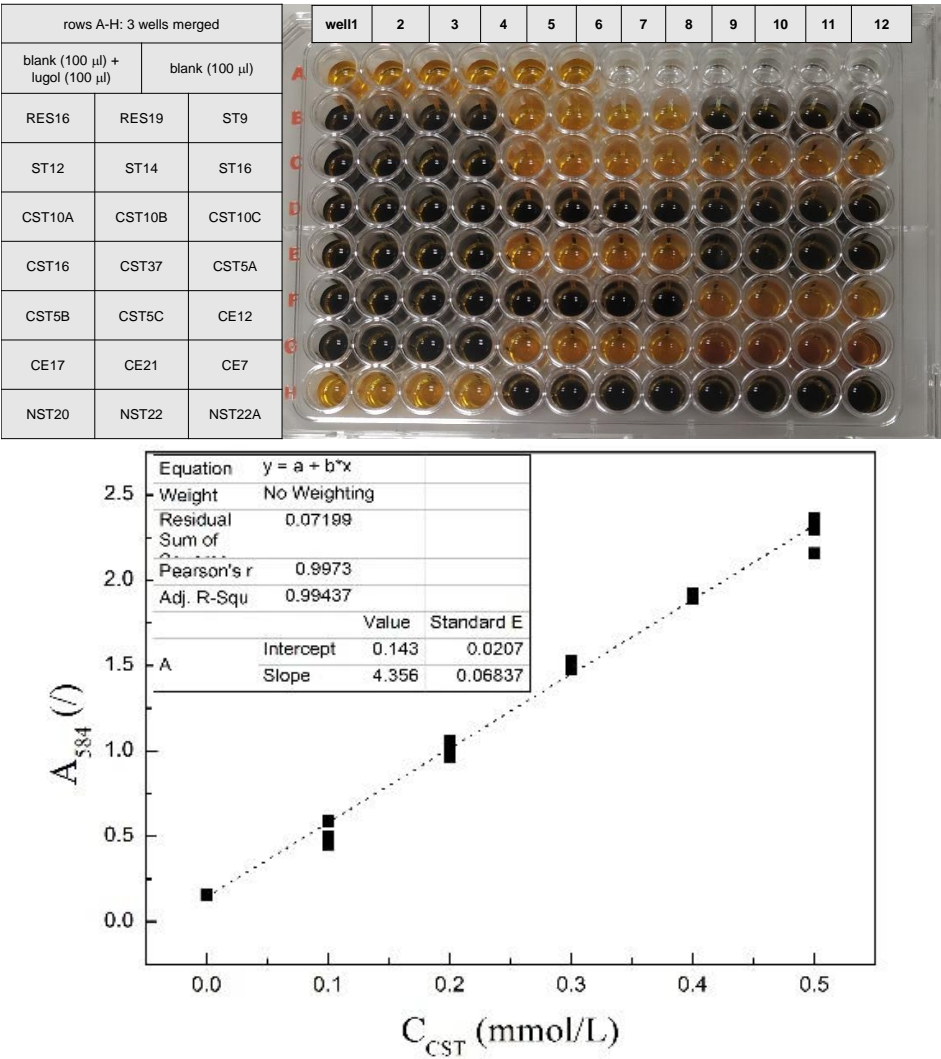 rows A-H: 3 wells merged
blank (100 µl) +
lugol (100 µl)
blank (100 µl)
RES16 RES19 ST9
ST12 ST14 ST16
CST10A CST10B CST10C
CST16 CST37 CST5A
CST5B CST5C CE12
CE17 CE21 CE7
NST20 NST22 NST22A
well1 2 3 4 5 6 7 8 9 10 11 12
A
B
C
D
E
F
G
H
Equation y = a + b*x
Weight No Weighting
Residual 0.07199
Sum of
Pearson's r 0.9973
Adj. R-Squ 0.99437
Value Standard E
A Intercept 0.143 0.0207
Slope 4.356 0.06837
2.5
2.0
1.5
1.0
0.5
0.0
A584 (/)
0.0 0.1 0.2 0.3 0.4 0.5
CCST (mmol/L)